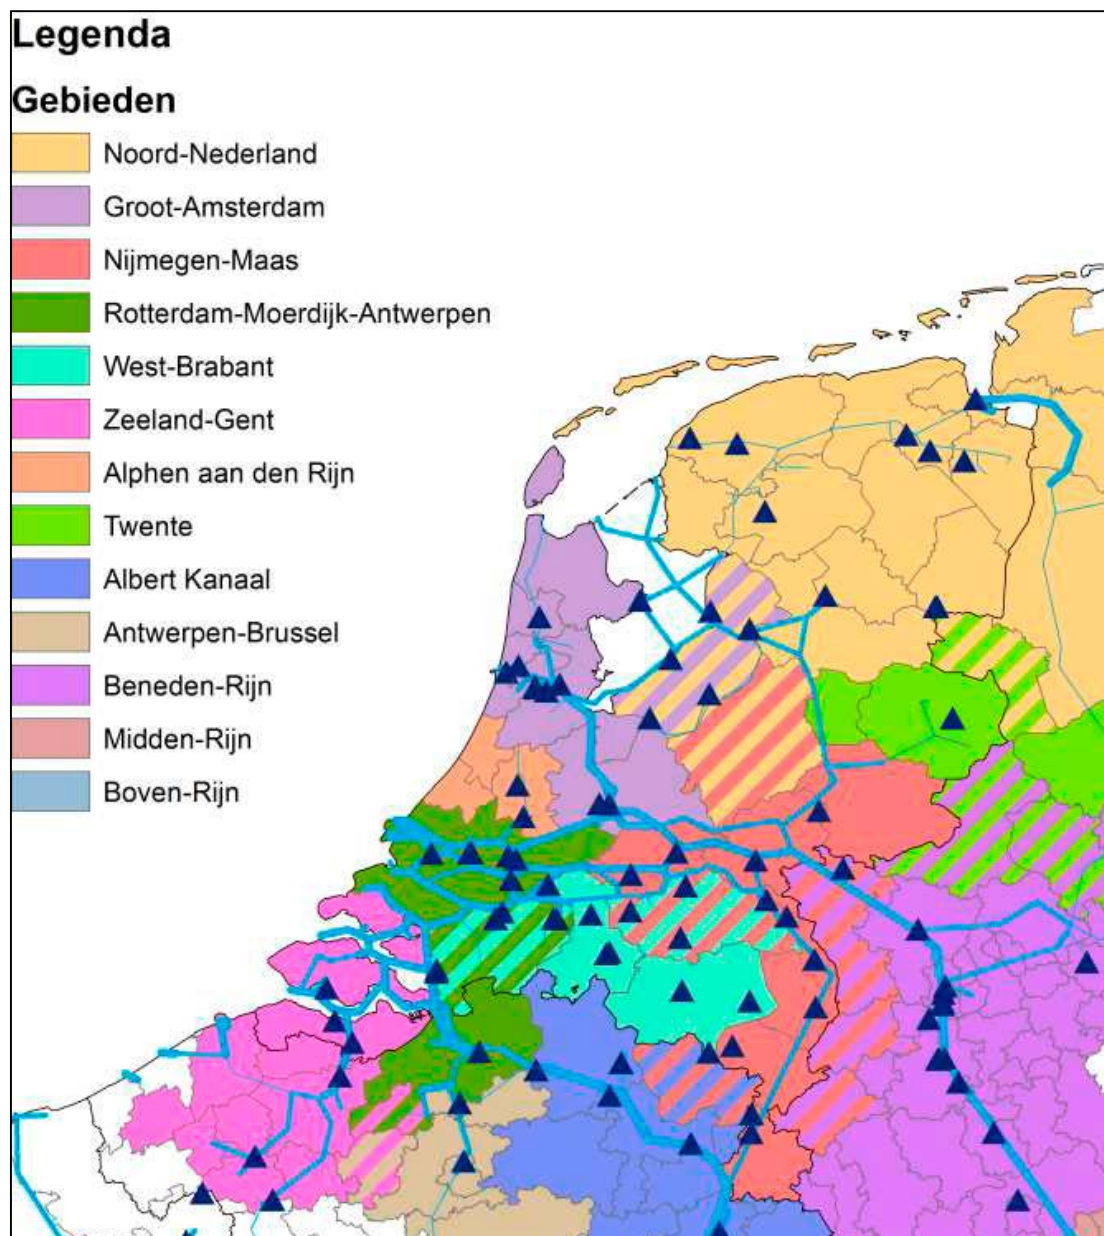 Legenda
Gebieden
Noord-Nederland
Groot-Amsterdam
Nijmegen-Maas
Rotterdam-Moerdijk-Antwerpen
West-Brabant
Zeeland-Gent
Alphen aan den Rijn
Twente
Albert Kanaal
Antwerpen-Brussel
Beneden-Rijn
Midden-Rijn
Boven-Rijn